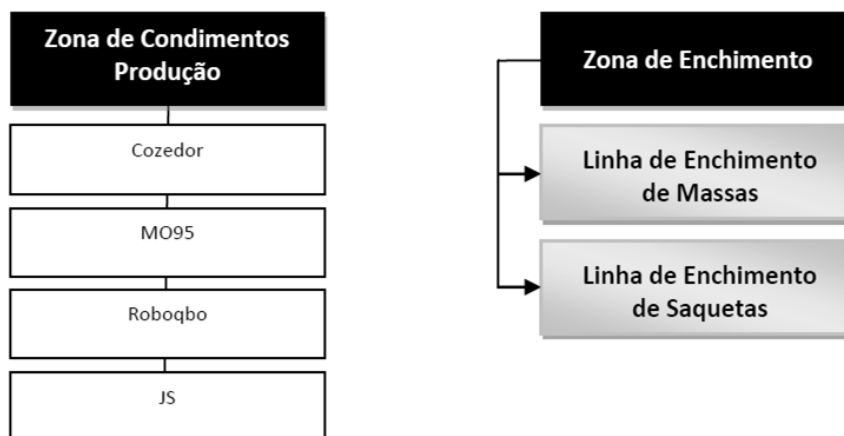 Zona de Condimentos
Produção
Cozedor
MO95
Roboqbo
JS
Zona de Enchimento
Linha de Enchimento
de Massas
Linha de Enchimento
de Saquetas